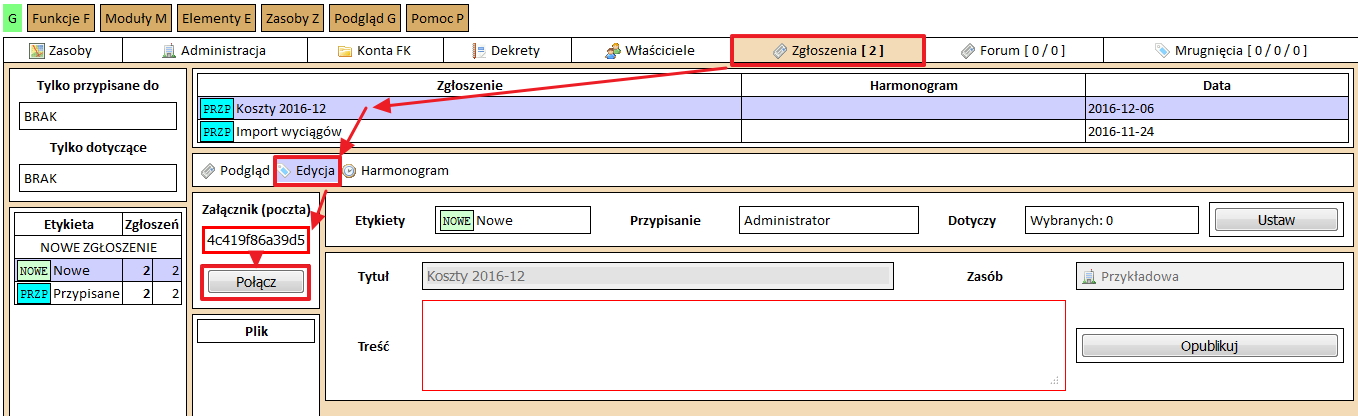 G Funkcje F Moduły M Elementy E Zasoby Z Podgląd G Pomoc P
Zasoby Administracja Konta FK Dekrety Właściciele Zgłoszenia [ 2 ] Forum [ 0 / 0 ] Mrugnięcia [ 0 / 0 / 0 ]
Tylko przypisane do
BRAK
Tylko dotyczące
BRAK
Etykieta Zgłoszeń
NOWE ZGŁOSZENIE
NOWE Nowe 2 2
PRZP Przypisane 2 2
Zgłoszenie Harmonogram Data
PRZP Koszty 2016-12 2016-12-06
PRZP Import wyciągów 2016-11-24
Podgląd Edycja Harmonogram
Załącznik (poczta)
4c419f86a39d5
Połącz
Plik
Etykiety NOWE Nowe Przypisanie Administrator Dotyczy Wybranych: 0 Ustaw
Tytuł Koszty 2016-12 Zasób Przykładowa
Treść Opublikuj